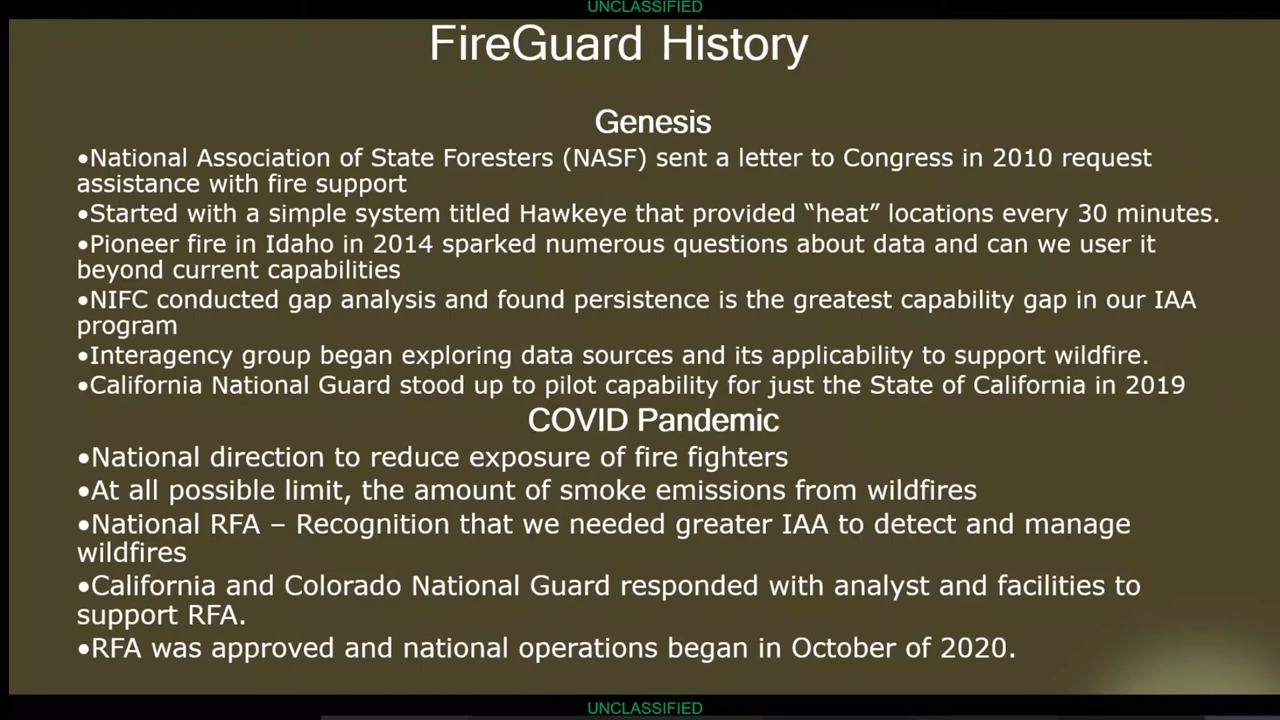 UNCLASSIFIED
FireGuard History
Genesis
•National Association of State Foresters (NASF) sent a letter to Congress in 2010 request
assistance with fire support
•Started with a simple system titled Hawkeye that provided “heat” locations every 30 minutes.
•Pioneer fire in Idaho in 2014 sparked numerous questions about data and can we user it
beyond current capabilities
•NIFC conducted gap analysis and found persistence is the greatest capability gap in our IAA
program
•Interagency group began exploring data sources and its applicability to support wildfire.
•California National Guard stood up to pilot capability for just the State of California in 2019
COVID Pandemic
•National direction to reduce exposure of fire fighters
•At all possible limit, the amount of smoke emissions from wildfires
•National RFA – Recognition that we needed greater IAA to detect and manage
wildfires
•California and Colorado National Guard responded with analyst and facilities to
support RFA.
•RFA was approved and national operations began in October of 2020.
UNCLASSIFIED